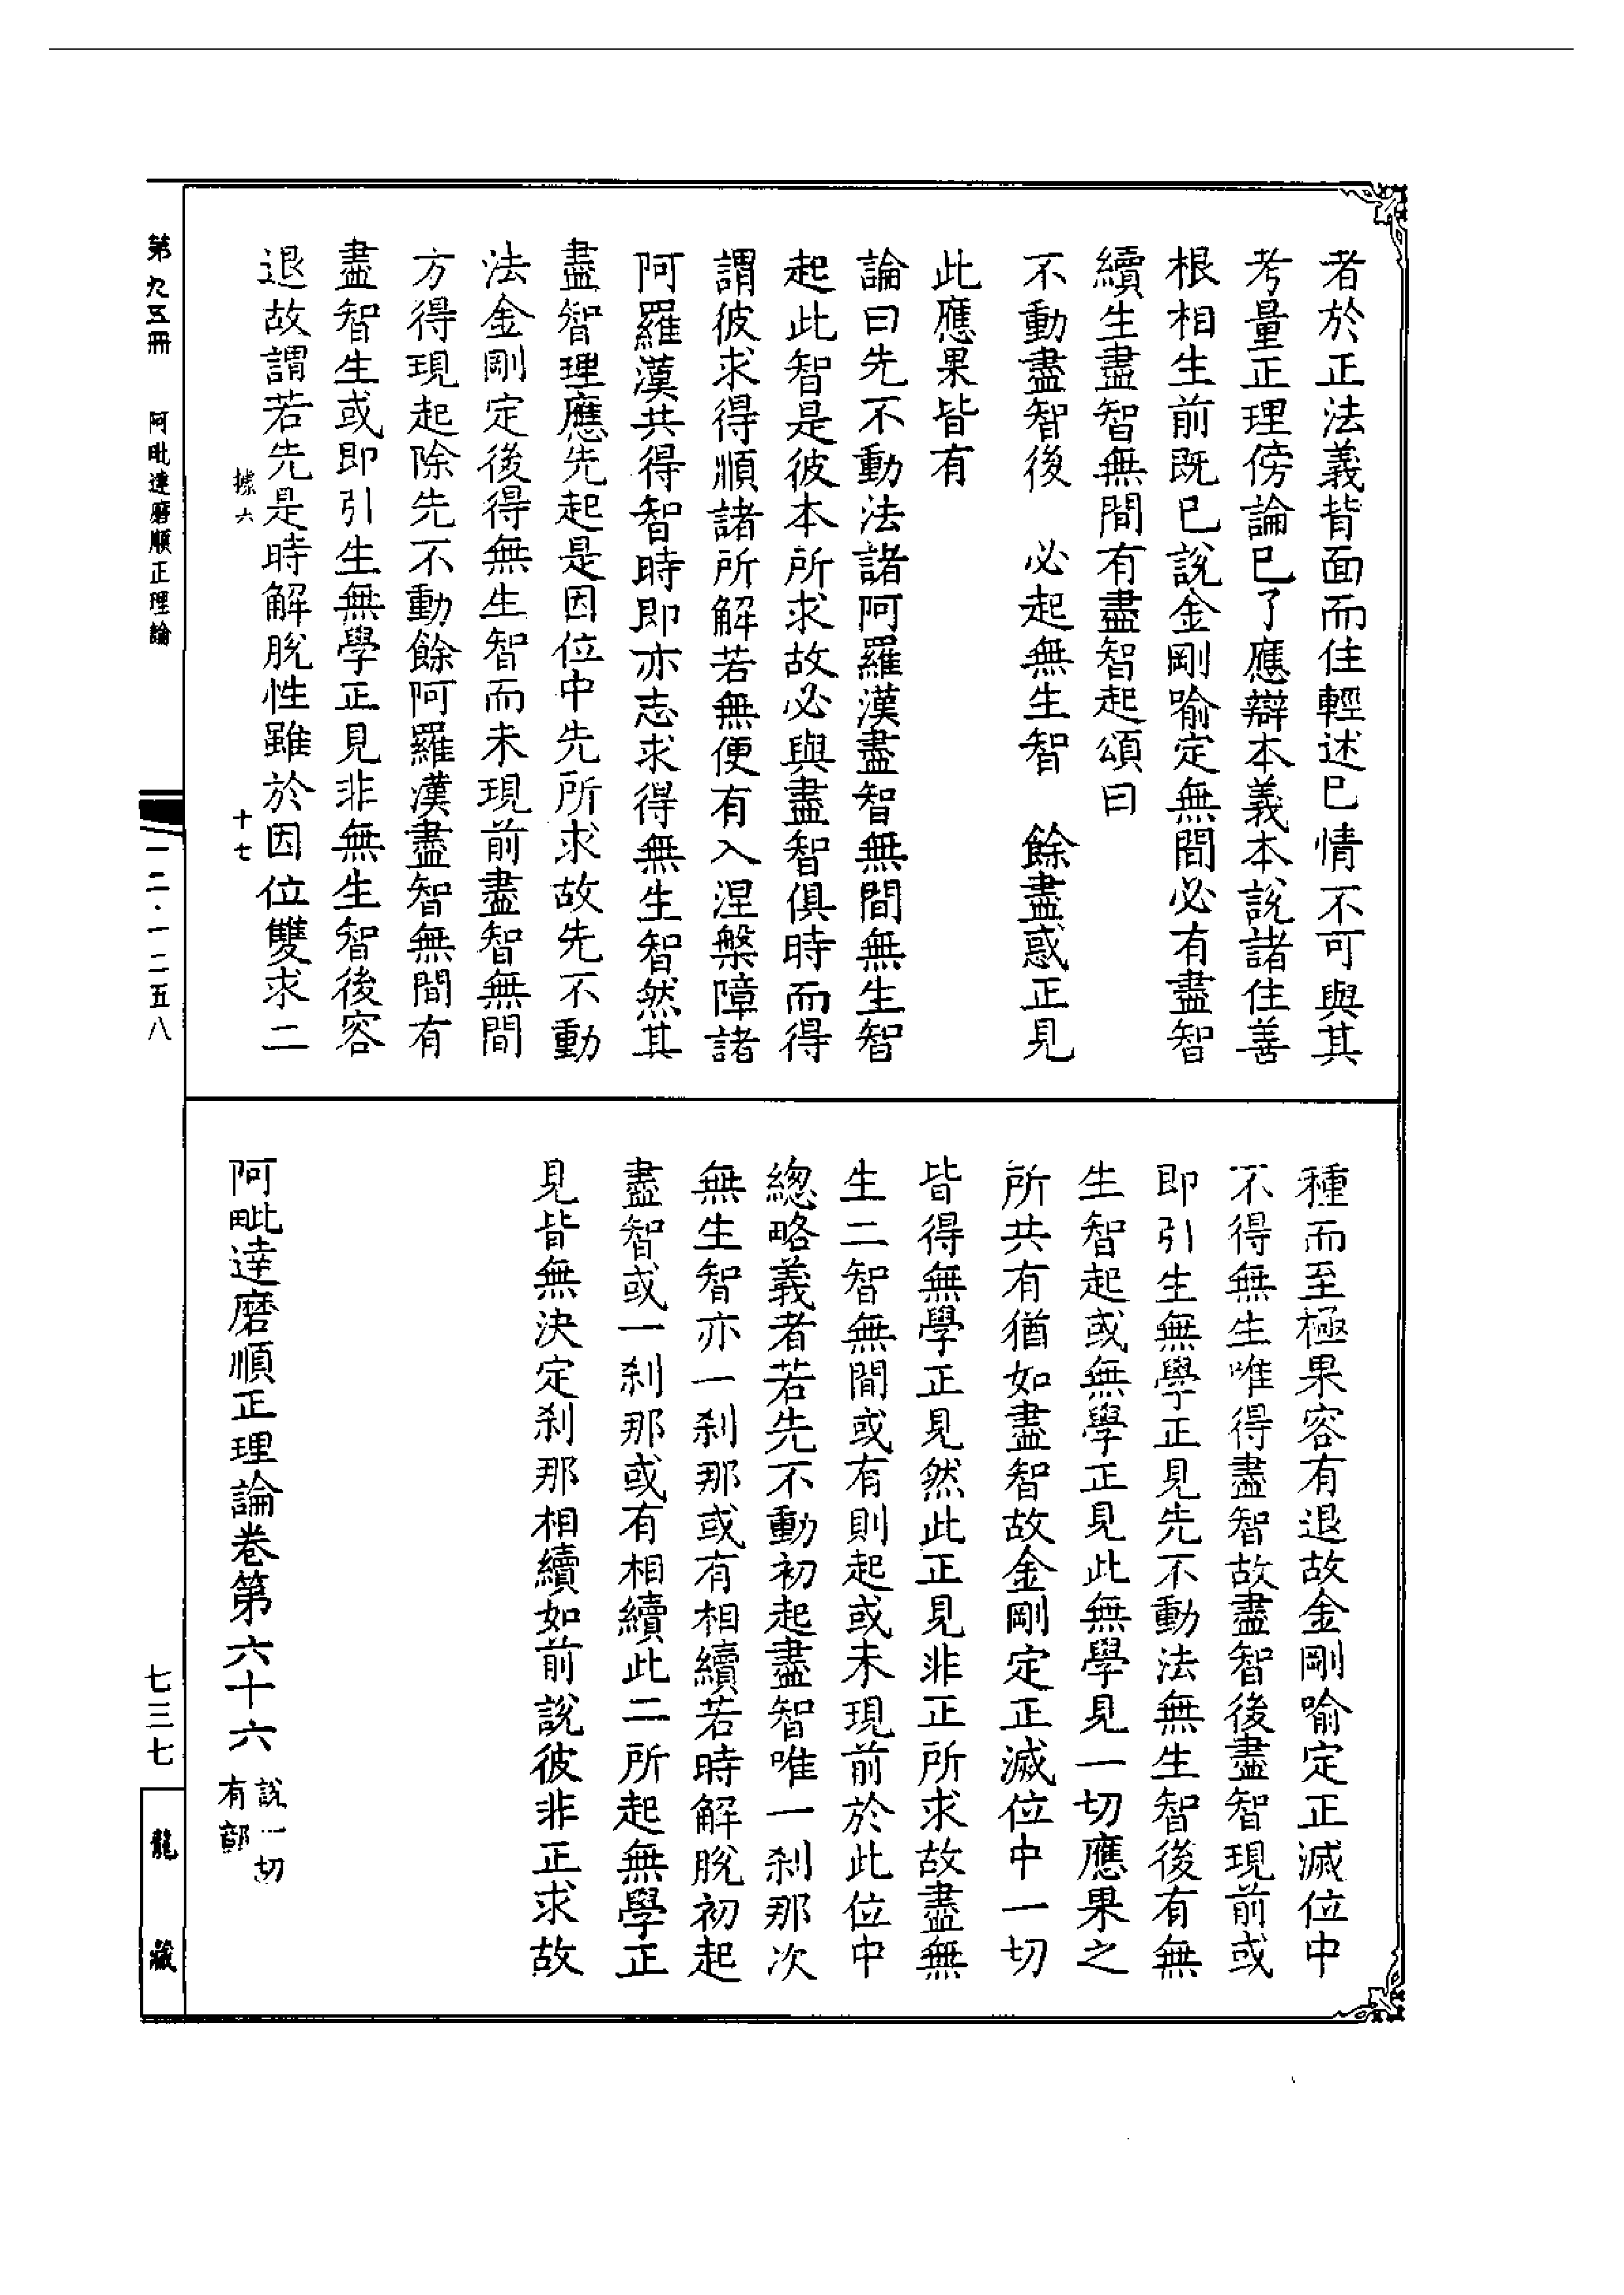 者於正法義背面而住輕述已情不可與其
考量正理傍論已了應辯本義本說諸住善
根相生前既已說金剛喻定無間必有盡智
續生盡智無間有盡智起頌曰
不動盡智後　必起無生智　餘盡惑正見
此應果皆有
論曰先不動法諸阿羅漢盡智無間無生智
起此智是彼本所求故必與盡智俱時而得
謂彼求得順諸所解若無便有入涅槃障諸
阿羅漢共得智時即亦志求得無生智然其
盡智理應先起是因位中先所求故先不動
法金剛定後得無生智而未現前盡智無間
方得現起除先不動餘阿羅漢盡智無間有
盡智生或即引生無學正見非無生智後容
退故謂若先是時解脫性雖於因位雙求二
據六　十七
種而至極果容有退故金剛喻定正滅位中
不得無生唯得盡智故盡智後盡智現前或
即引生無學正見先不動法無生智後有無
生智起或無學正見此無學見一切應果之
所共有猶如盡智故金剛定正滅位中一切
皆得無學正見然此正見非正所求故盡無
生二智無間或有則起或未現前於此位中
總略義者若先不動初起盡智唯一剎那次
無生智亦一剎那或有相續若時解脫初起
盡智或一剎那或有相續此二所起無學正
見皆無決定剎那相續如前說彼非正求故
阿毗達磨順正理論卷第六十六
說一切
有部
第九三冊　阿毗達磨順正理論
一二·一二五八
七三七
龍藏